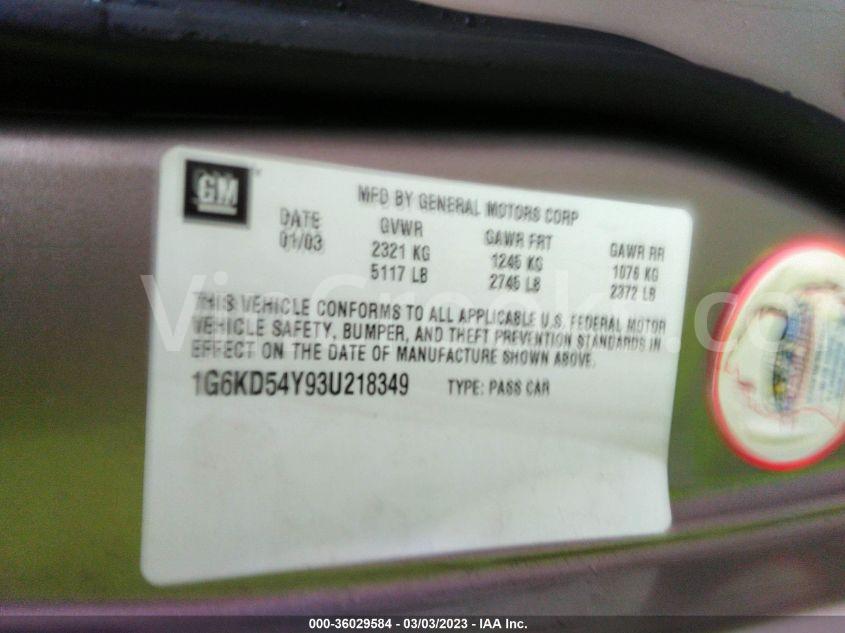 GM
MFD BY GENERAL MOTORS CORP
DATE GVWR GAWR FRT GAWR RR
01/03 2321 KG 1245 KG 1076 KG
5117 LB 2745 LB 2372 LB
THIS VEHICLE CONFORMS TO ALL APPLICABLE U.S. FEDERAL MOTOR
VEHICLE SAFETY, BUMPER, AND THEFT PREVENTION STANDARDS IN
EFFECT ON THE DATE OF MANUFACTURE SHOWN ABOVE.
1G6KD54Y93U218349 TYPE: PASS CAR
000-36029584 - 03/03/2023 - IAA Inc.